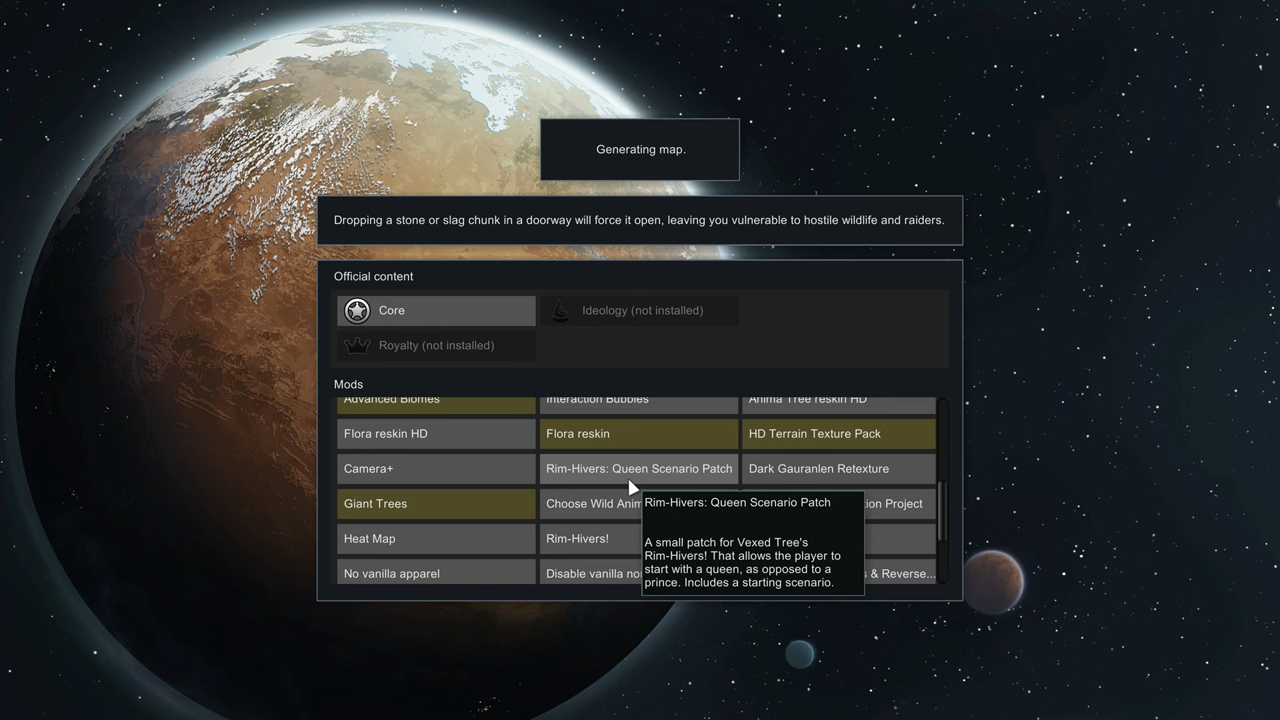 Generating map.
Dropping a stone or slag chunk in a doorway will force it open, leaving you vulnerable to hostile wildlife and raiders.
Official content
Core
Ideology (not installed)
Royalty (not installed)
Mods
Advanced Biomes
Interaction Bubbles
Anima Tree reskin HD
Flora reskin HD
Flora reskin
HD Terrain Texture Pack
Camera+
Rim-Hivers: Queen Scenario Patch
Dark Gauranlen Retexture
Giant Trees
Choose Wild Anim
ion Project
Heat Map
Rim-Hivers!
No vanilla apparel
Disable vanilla no
s & Reverse...
Rim-Hivers: Queen Scenario Patch
A small patch for Vexed Tree's
Rim-Hivers! That allows the player to
start with a queen, as opposed to a
prince. Includes a starting scenario.